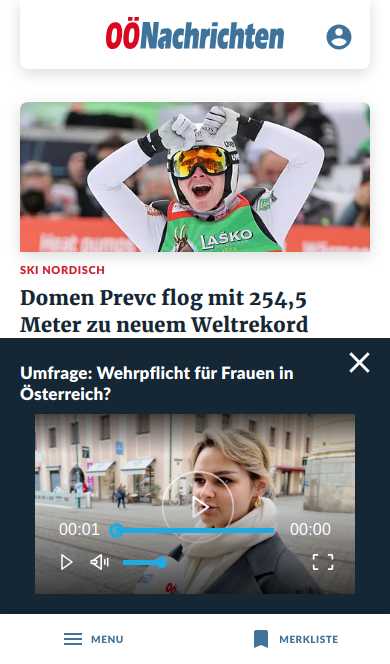 OÖNachrichten
LAŠKO
SKI NORDISCH
Domen Prevc flog mit 254,5
Meter zu neuem Weltrekord
Umfrage: Wehrpflicht für Frauen in
Österreich?
00:01
00:00
MENU
MERKLISTE